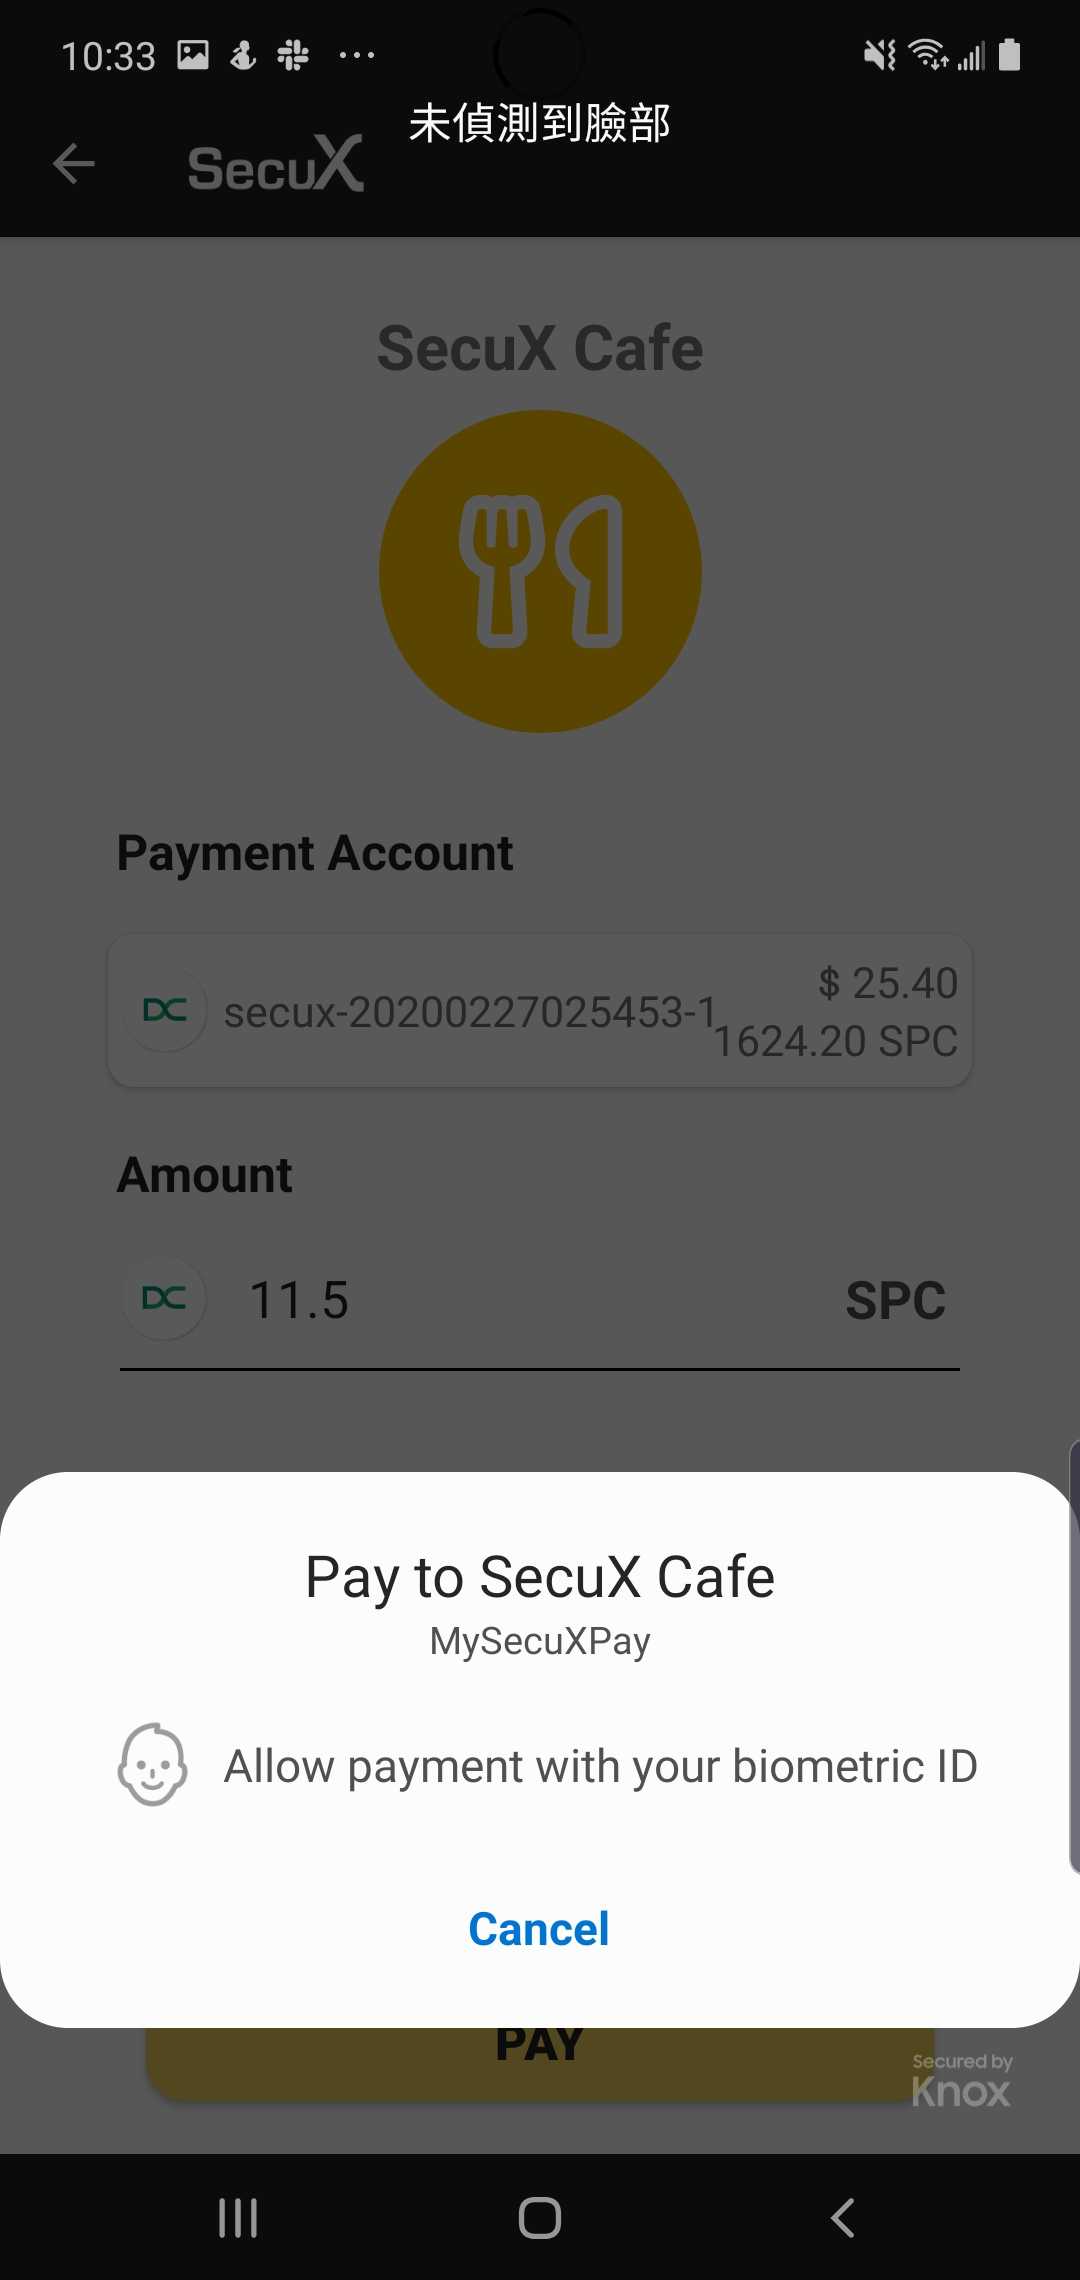 10:33
未偵測到臉部
SecuX
SecuX Cafe
Payment Account
$ 25.40
secux-20200227025453-1
1624.20 SPC
Amount
11.5 SPC
Pay to SecuX Cafe
MySecuXPay
Allow payment with your biometric ID
Cancel
PAY
Secured by
Knox